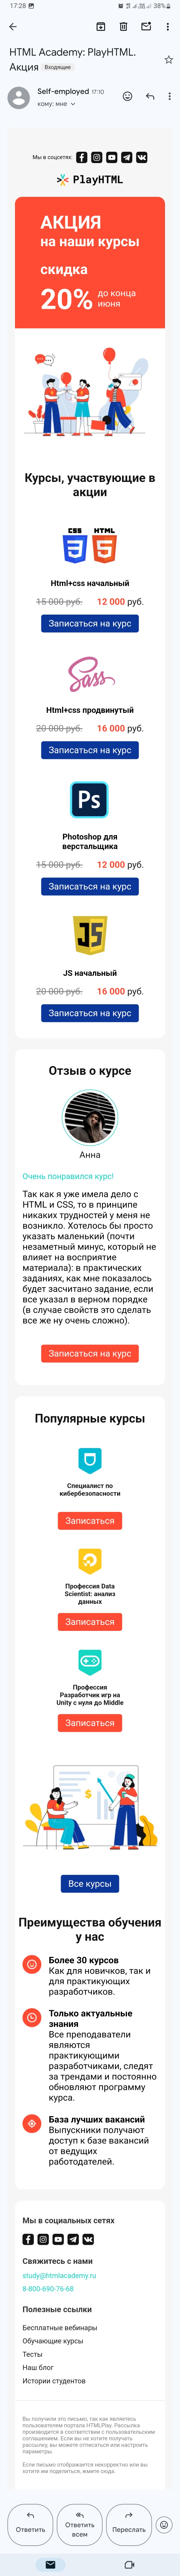 17:28
38%
HTML Academy: PlayHTML.
Акция Входящие
Self-employed 17:10
кому: мне
Мы в соцсетях:
PlayHTML
АКЦИЯ
на наши курсы
скидка
20% до конца
июня
Курсы, участвующие в
акции
CSS HTML
3 5
Html+css начальный
15 000 руб. 12 000 руб.
Записаться на курс
Sass
Html+css продвинутый
20 000 руб. 16 000 руб.
Записаться на курс
Ps
Photoshop для
верстальщика
15 000 руб. 12 000 руб.
Записаться на курс
JS
JS начальный
20 000 руб. 16 000 руб.
Записаться на курс
Отзыв о курсе
Анна
Очень понравился курс!
Так как я уже имела дело с
HTML и CSS, то в принципе
никаких трудностей у меня не
возникло. Хотелось бы просто
указать маленький (почти
незаметный минус, который не
влияет на восприятие
материала): в практических
заданиях, как мне показалось
будет засчитано задание, если
все указал в верном порядке
(в случае свойств это сделать
все же ну очень сложно).
Записаться на курс
Популярные курсы
Специалист по
кибербезопасности
Записаться
Профессия Data
Scientist: анализ
данных
Записаться
Профессия
Разработчик игр на
Unity с нуля до Middle
Записаться
$
Все курсы
Преимущества обучения
у нас
Более 30 курсов
Как для новичков, так и
для практикующих
разработчиков.
Только актуальные
знания
Все преподаватели
являются
практикующими
разработчиками, следят
за трендами и постоянно
обновляют программу
курса.
База лучших вакансий
Выпускники получают
доступ к базе вакансий
от ведущих
работодателей.
Мы в социальных сетях
Свяжитесь с нами
study@htmlacademy.ru
8-800-690-76-68
Полезные ссылки
Бесплатные вебинары
Обучающие курсы
Тесты
Наш блог
Истории студентов
Вы получили это письмо, так как являетесь
пользователем портала HTMLPlay. Рассылка
производится в соответствии с пользовательским
соглашением. Если вы не хотите получать
рассылку, вы можете отписаться или настроить
параметры.
Если письмо отображается некорректно или вы
хотите им поделиться, жмите сюда.
Ответить
Ответить
всем
Переслать